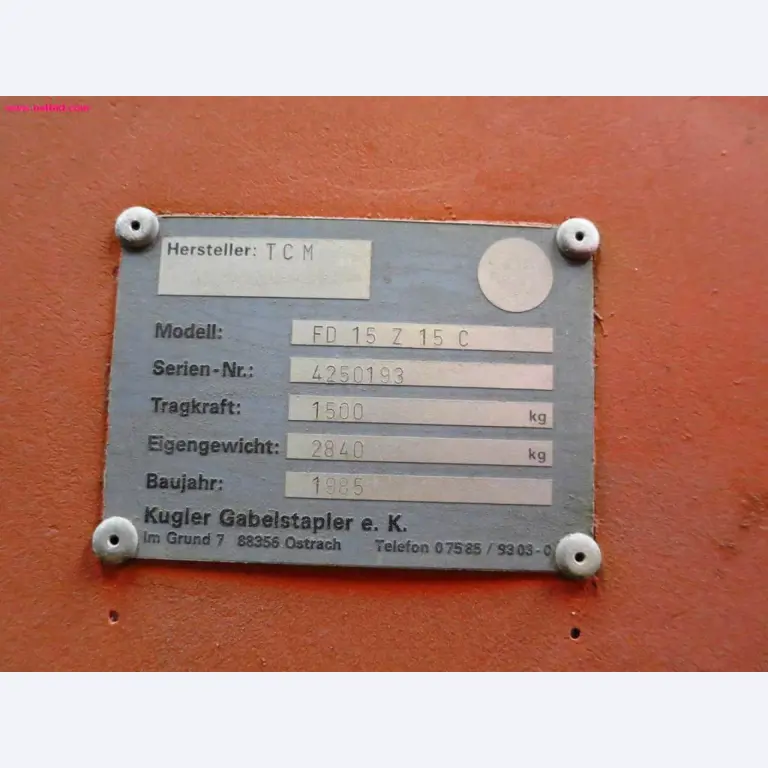 Hersteller: T C M
Modell: FD 15 Z 15 C
Serien-Nr.: 4250193
Tragkraft: 1500 kg
Eigengewicht: 2840 kg
Baujahr: 1985
Kugler Gabelstapler e. K.
Im Grund 7 88356 Ostrach Telefon 07585 / 9303-0